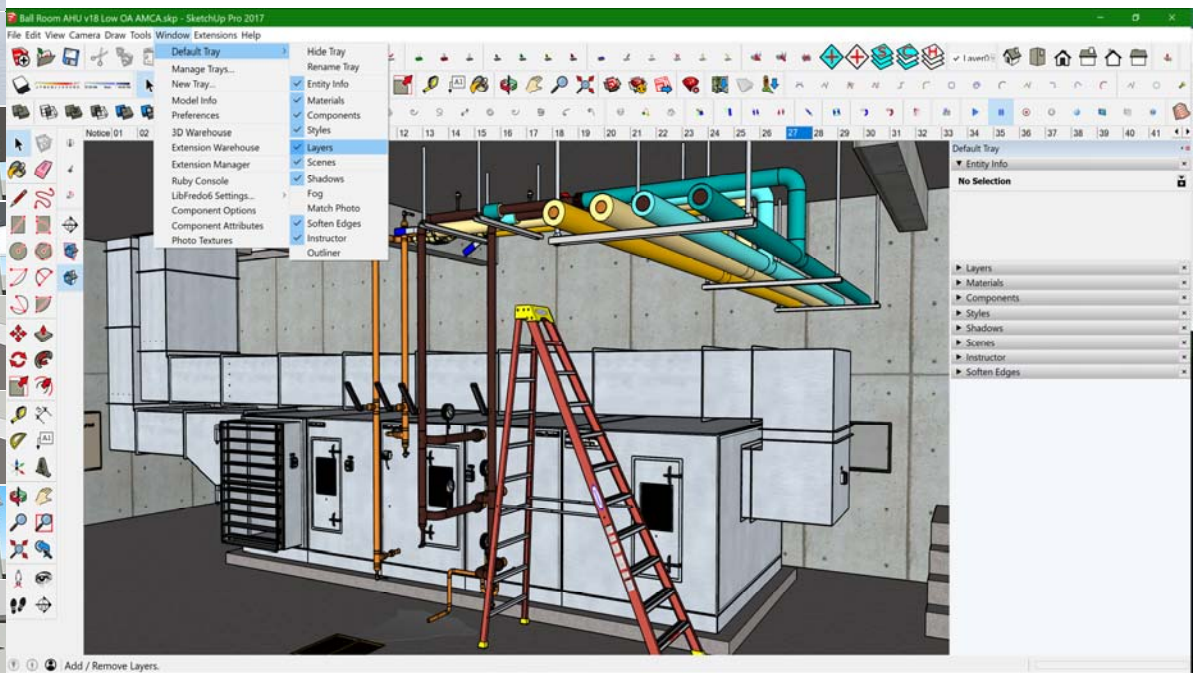 Ball Room AHU v18 Low OA AMCA.skp - SketchUp Pro 2017
File Edit View Camera Draw Tools Window Extensions Help
Default Tray
Manage Trays...
New Tray...
Model Info
Preferences
3D Warehouse
Extension Warehouse
Extension Manager
Ruby Console
LibFredo6 Settings...
Component Options
Component Attributes
Photo Textures
Hide Tray
Rename Tray
Entity Info
Materials
Components
Styles
Layers
Scenes
Shadows
Fog
Match Photo
Soften Edges
Instructor
Outliner
Notice 01 02 12 13 14 15 16 17 18 19 20 21 22 23 24 25 26 27 28 29 30 31 32 33 34 35 36 37 38 39 40 41
Default Tray
Entity Info
No Selection
Layers
Materials
Components
Styles
Shadows
Scenes
Instructor
Soften Edges
Add / Remove Layers.